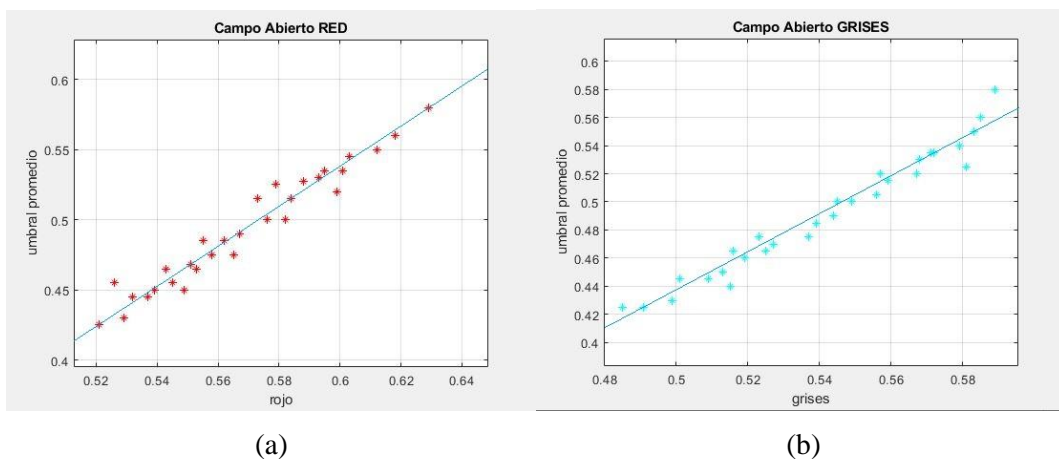 Campo Abierto RED
umbral promedio
0.6
0.55
0.5
0.45
0.4
0.52 0.54 0.56 0.58 0.6 0.62 0.64
rojo
(a)
Campo Abierto GRISES
umbral promedio
0.6
0.58
0.56
0.54
0.52
0.5
0.48
0.46
0.44
0.42
0.4
0.48 0.5 0.52 0.54 0.56 0.58
grises
(b)